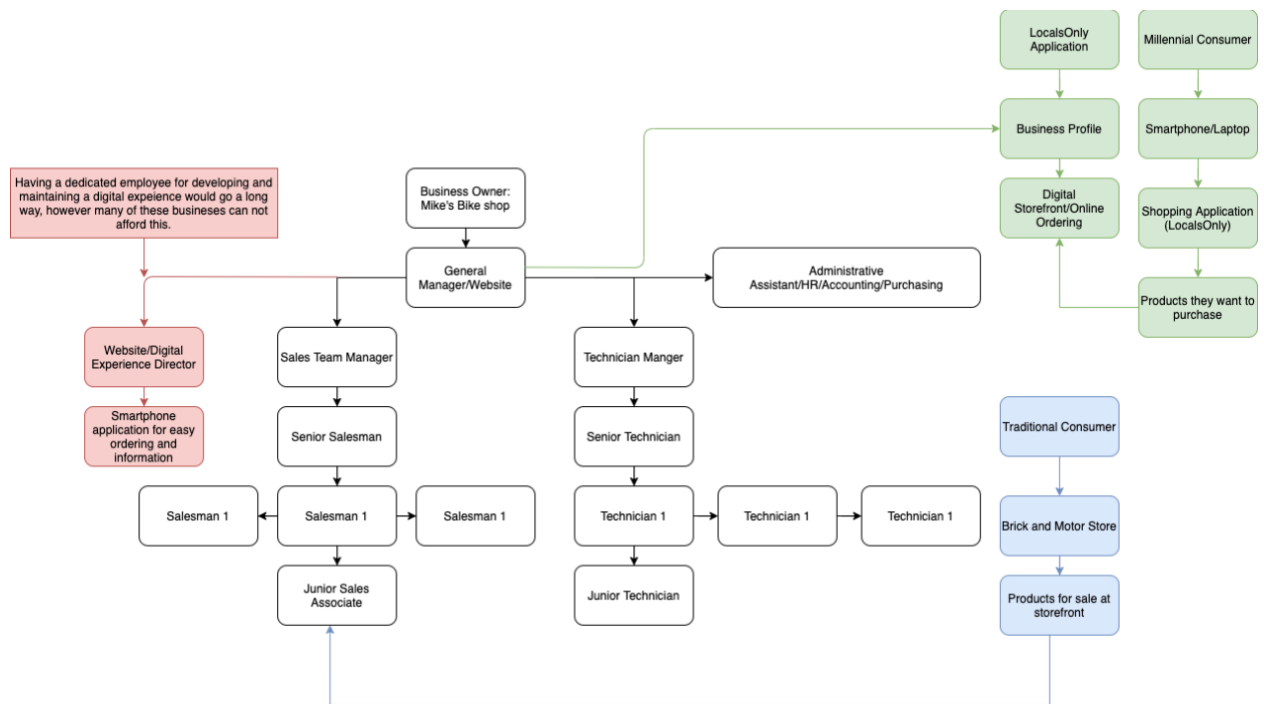 LocalsOnly
Application
Millennial Consumer
Business Profile
Smartphone/Laptop
Having a dedicated employee for developing and
maintaining a digital expeience would go a long
way, however many of these busineses can not
afford this.
Business Owner:
Mike's Bike shop
Digital
Storefront/Online
Ordering
Shopping Application
(LocalsOnly)
General
Manager/Website
Administrative
Assistant/HR/Accounting/Purchasing
Products they want to
purchase
Website/Digital
Experience Director
Sales Team Manager
Technician Manger
Smartphone
application for easy
ordering and
information
Senior Salesman
Senior Technician
Traditional Consumer
Salesman 1
Salesman 1
Salesman 1
Technician 1
Technician 1
Technician 1
Brick and Motor Store
Junior Sales
Associate
Junior Technician
Products for sale at
storefront